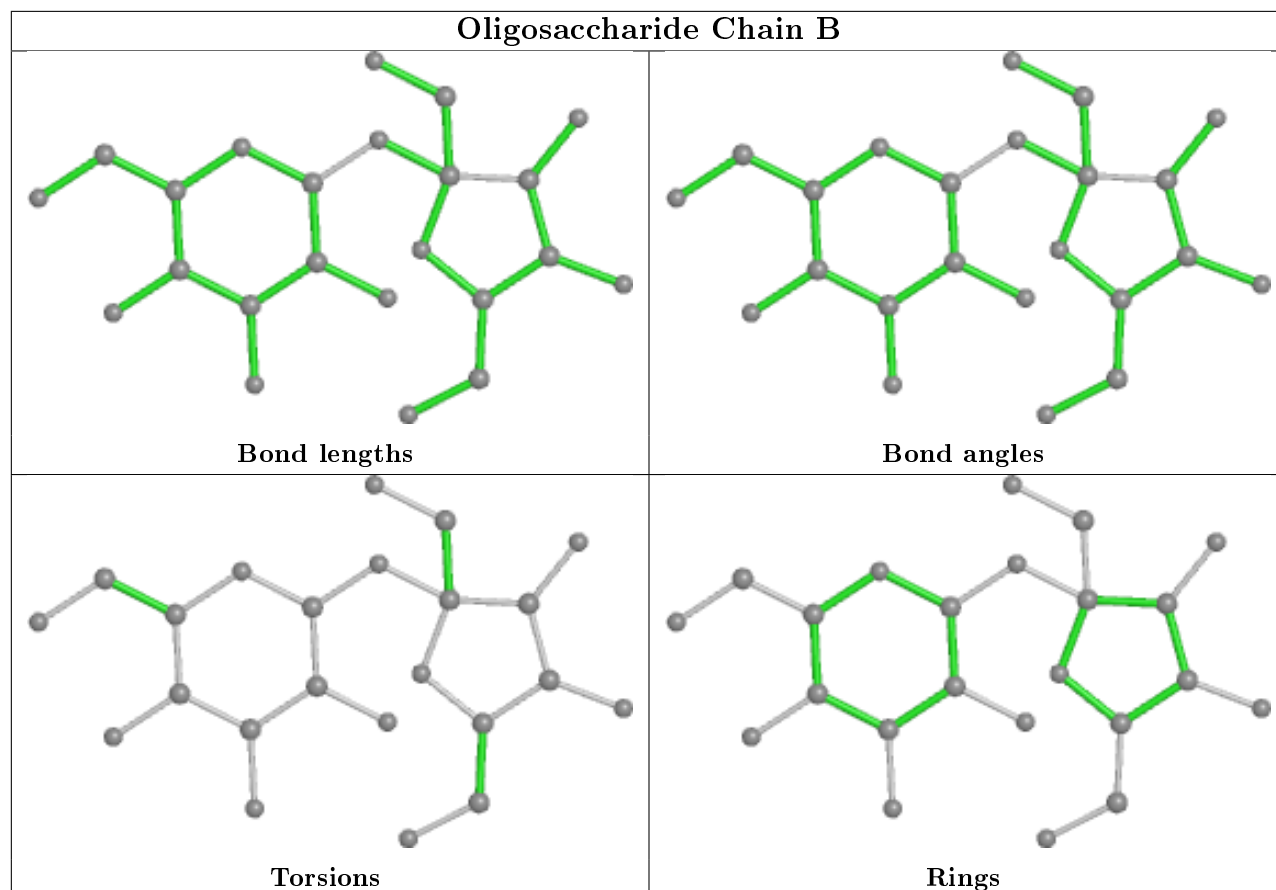 Oligosaccharide Chain B
Bond lengths
Bond angles
Torsions
Rings